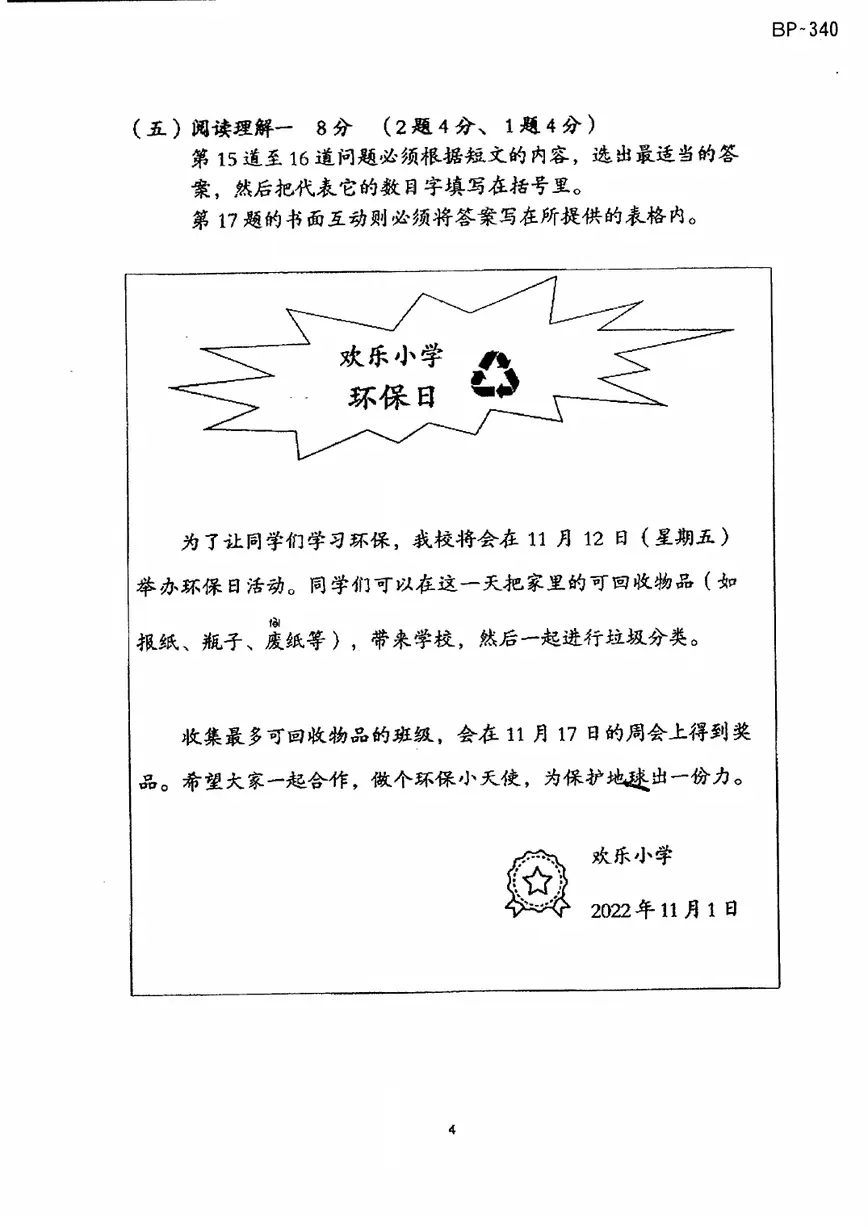 BP-340
（五）阅读理解一 8分 （2题4分、1题4分）
第15道至16道问题必须根据短文的内容，选出最适当的答
案，然后把代表它的数目字填写在括号里。
第17题的书面互动则必须将答案写在所提供的表格内。
欢乐小学
环保日
为了让同学们学习环保，我校将会在11月12日（星期五）
举办环保日活动。同学们可以在这一天把家里的可回收物品（如
fèi
报纸、瓶子、废纸等），带来学校，然后一起进行垃圾分类。
收集最多可回收物品的班级，会在11月17日的周会上得到奖
品。希望大家一起合作，做个环保小天使，为保护地球出一份力。
欢乐小学
2022年11月1日
4